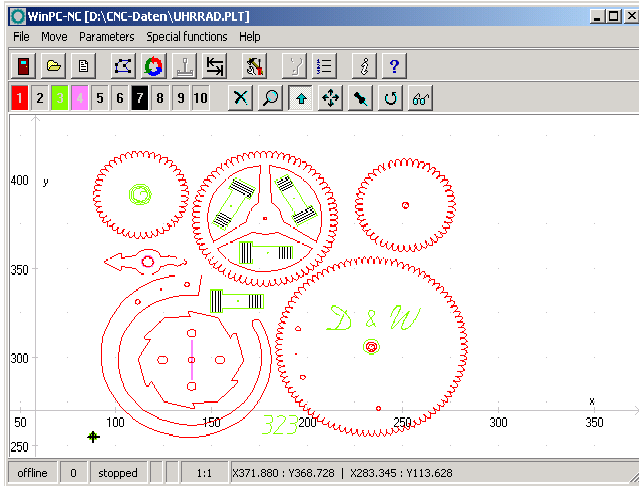 WinPC-NC [D:\CNC-Daten\UHRRAD.PLT]
File Move Parameters Special functions Help
1 2 3 4 5 6 7 8 9 10
400 y
350
D & W
300
x
50 100 150 200 250 300 350
323
250
offline 0 stopped 1:1 X371.880 : Y368.728 | X283.345 : Y113.628